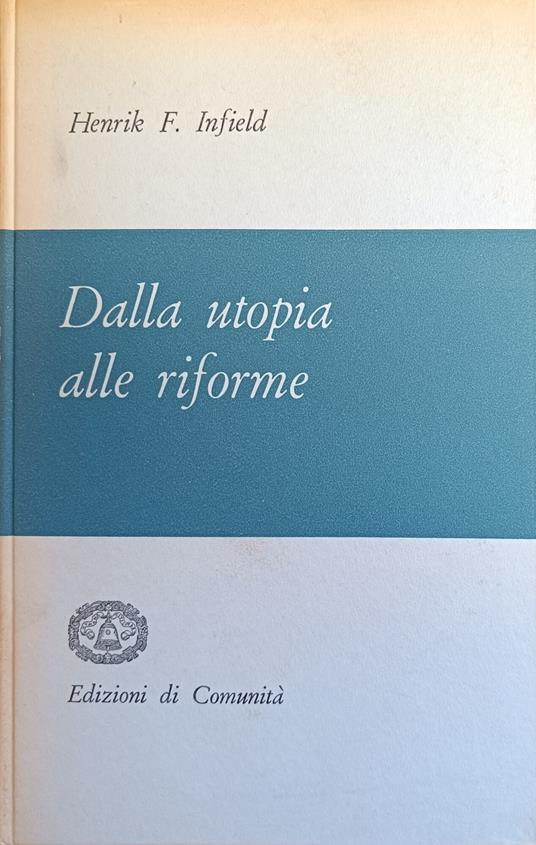 Henrik F. Infield
Dalla utopia
alle riforme
Edizioni di Comunità